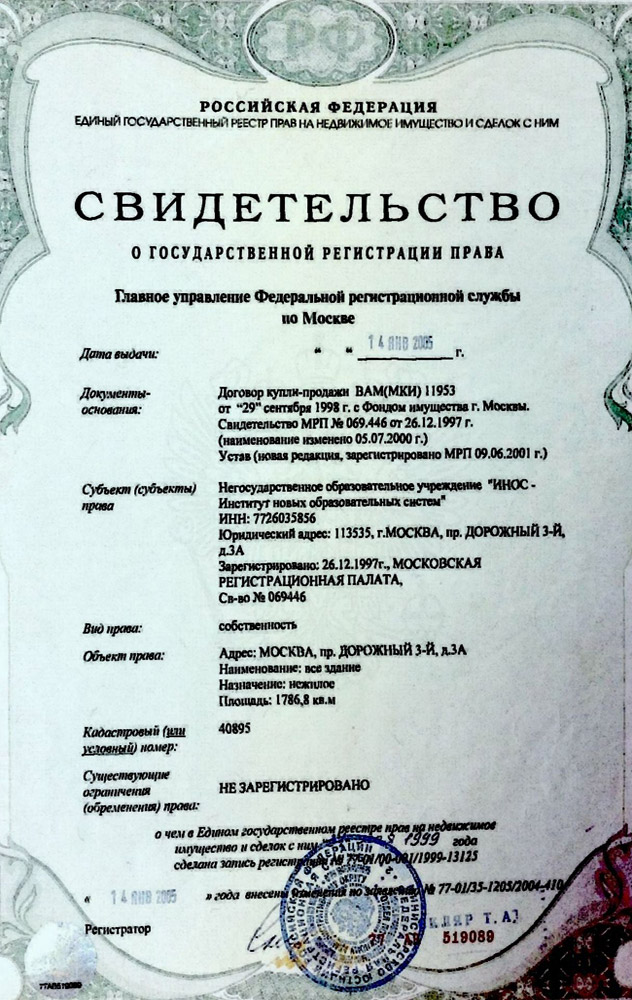 РФ
РОССИЙСКАЯ ФЕДЕРАЦИЯ
ЕДИНЫЙ ГОСУДАРСТВЕННЫЙ РЕЕСТР ПРАВ НА НЕДВИЖИМОЕ ИМУЩЕСТВО И СДЕЛОК С НИМ
СВИДЕТЕЛЬСТВО
О ГОСУДАРСТВЕННОЙ РЕГИСТРАЦИИ ПРАВА
Главное управление Федеральной регистрационной службы
по Москве
Дата выдачи: " " 14 ЯНВ 2005 г.
Документы-основания: Договор купли-продажи ВАМ(МКИ) 11953
от "29" сентября 1998 г. с Фондом имущества г. Москвы.
Свидетельство МРП № 069.446 от 26.12.1997 г.
(наименование изменено 05.07.2000 г.)
Устав (новая редакция, зарегистрировано МРП 09.06.2001 г.)
Субъект (субъекты) права Негосударственное образовательное учреждение "ИНОС -
Институт новых образовательных систем"
ИНН: 7726035856
Юридический адрес: 113535, г.МОСКВА, пр. ДОРОЖНЫЙ 3-Й,
д.3А
Зарегистрировано: 26.12.1997г., МОСКОВСКАЯ
РЕГИСТРАЦИОННАЯ ПАЛАТА,
Св-во № 069446
Вид права: собственность
Объект права: Адрес: МОСКВА, пр. ДОРОЖНЫЙ 3-Й, д.3А
Наименование: все здание
Назначение: нежилое
Площадь: 1786,8 кв.м
Кадастровый (или условный) номер: 40895
Существующие ограничения (обременения) права: НЕ ЗАРЕГИСТРИРОВАНО
о чем в Едином государственном реестре прав на недвижимое
имущество и сделок с ним 1999 года
сделана запись регистрации № 77-01/00-001/1999-13125
" 14 ЯНВ 2005 " года внесены изменения по № 77-01/35-1205/2004-410
Регистратор
КЛЯР Т. А.
77 АВ 519089
77АВ519089